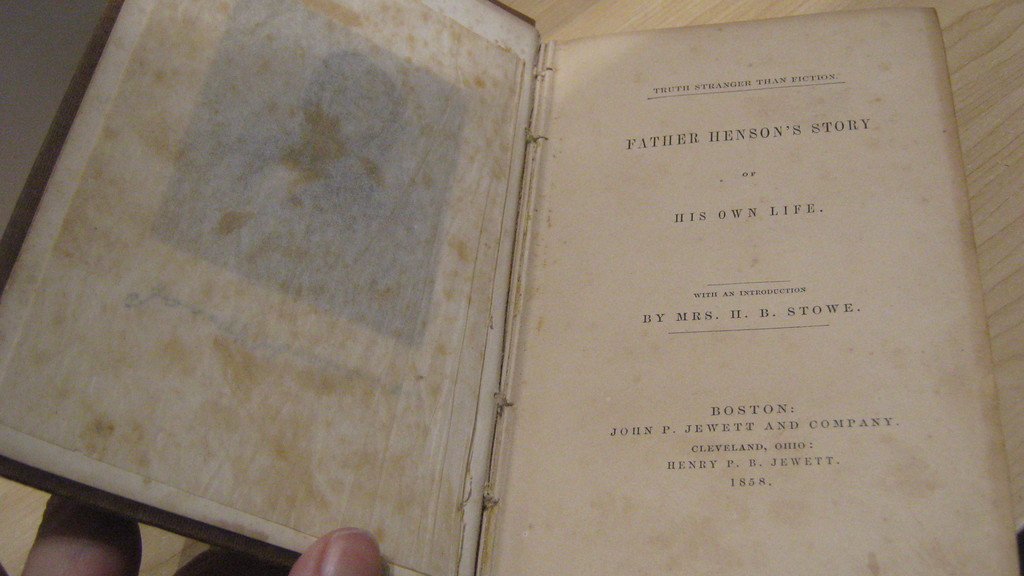 TRUTH STRANGER THAN FICTION.
FATHER HENSON'S STORY
OF
HIS OWN LIFE.
WITH AN INTRODUCTION
BY MRS. H. B. STOWE.
BOSTON:
JOHN P. JEWETT AND COMPANY.
CLEVELAND, OHIO:
HENRY P. B. JEWETT.
1858.